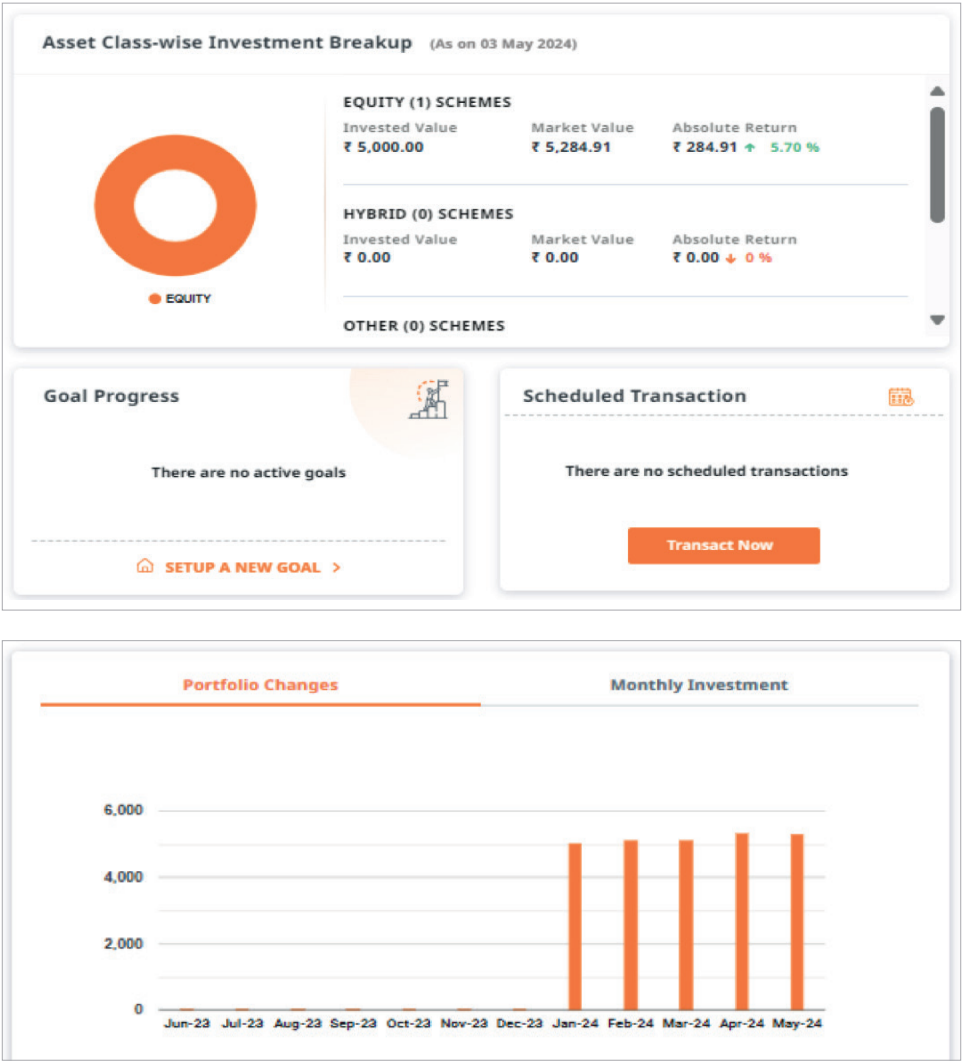 Asset Class-wise Investment Breakup (As on 03 May 2024)
EQUITY (1) SCHEMES
Invested Value Market Value Absolute Return
₹ 5,000.00 ₹ 5,284.91 ₹ 284.91 ↑ 5.70 %
HYBRID (0) SCHEMES
Invested Value Market Value Absolute Return
₹ 0.00 ₹ 0.00 ₹ 0.00 ↓ 0 %
EQUITY
OTHER (0) SCHEMES
Goal Progress
There are no active goals
SETUP A NEW GOAL >
Scheduled Transaction
There are no scheduled transactions
Transact Now
Portfolio Changes Monthly Investment
6,000
4,000
2,000
0
Jun-23 Jul-23 Aug-23 Sep-23 Oct-23 Nov-23 Dec-23 Jan-24 Feb-24 Mar-24 Apr-24 May-24